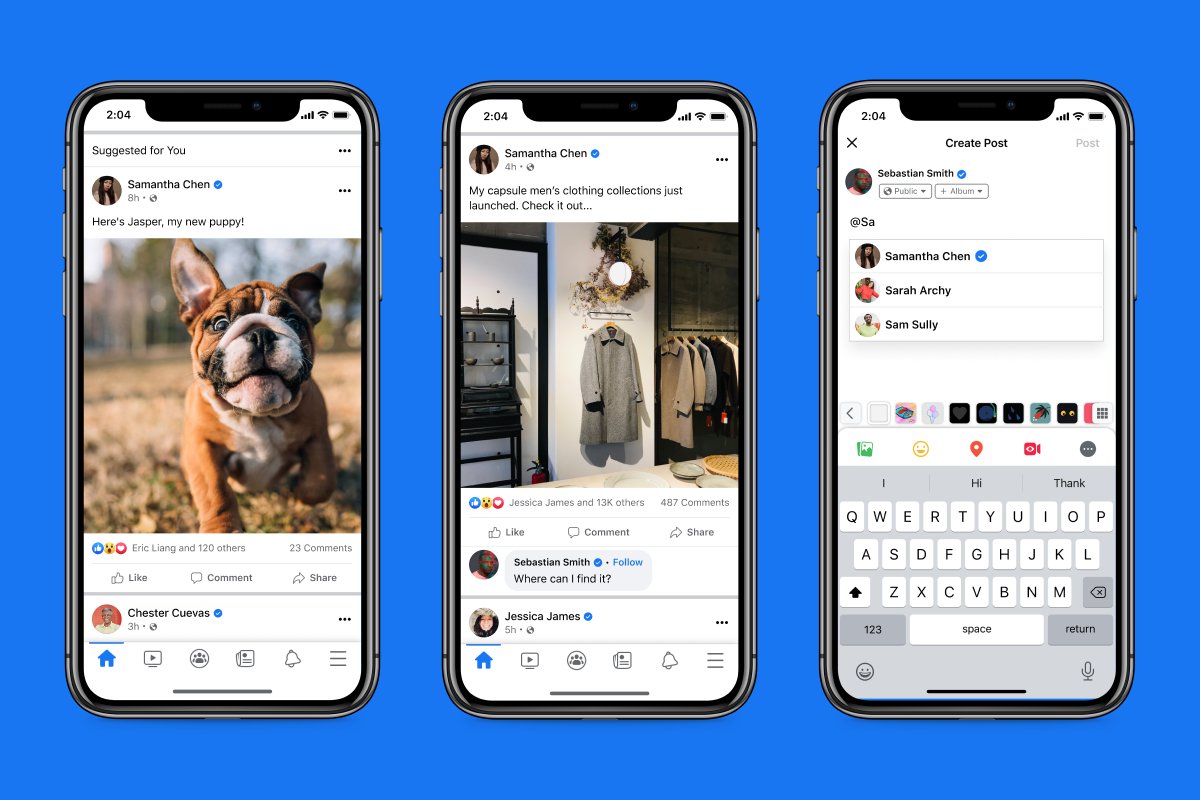 2:04
Suggested for You
Samantha Chen
8h
Here's Jasper, my new puppy!
Eric Liang and 120 others 23 Comments
Like Comment Share
Chester Cuevas
3h
2:04
Samantha Chen
4h
My capsule men's clothing collections just
launched. Check it out...
Jessica James and 13K others 487 Comments
Like Comment Share
Sebastian Smith • Follow
Where can I find it?
Jessica James
5h
2:04
Create Post Post
Sebastian Smith
Public + Album
@Sa
Samantha Chen
Sarah Archy
Sam Sully
I Hi Thank
Q W E R T Y U I O P
A S D F G H J K L
Z X C V B N M
123 space return